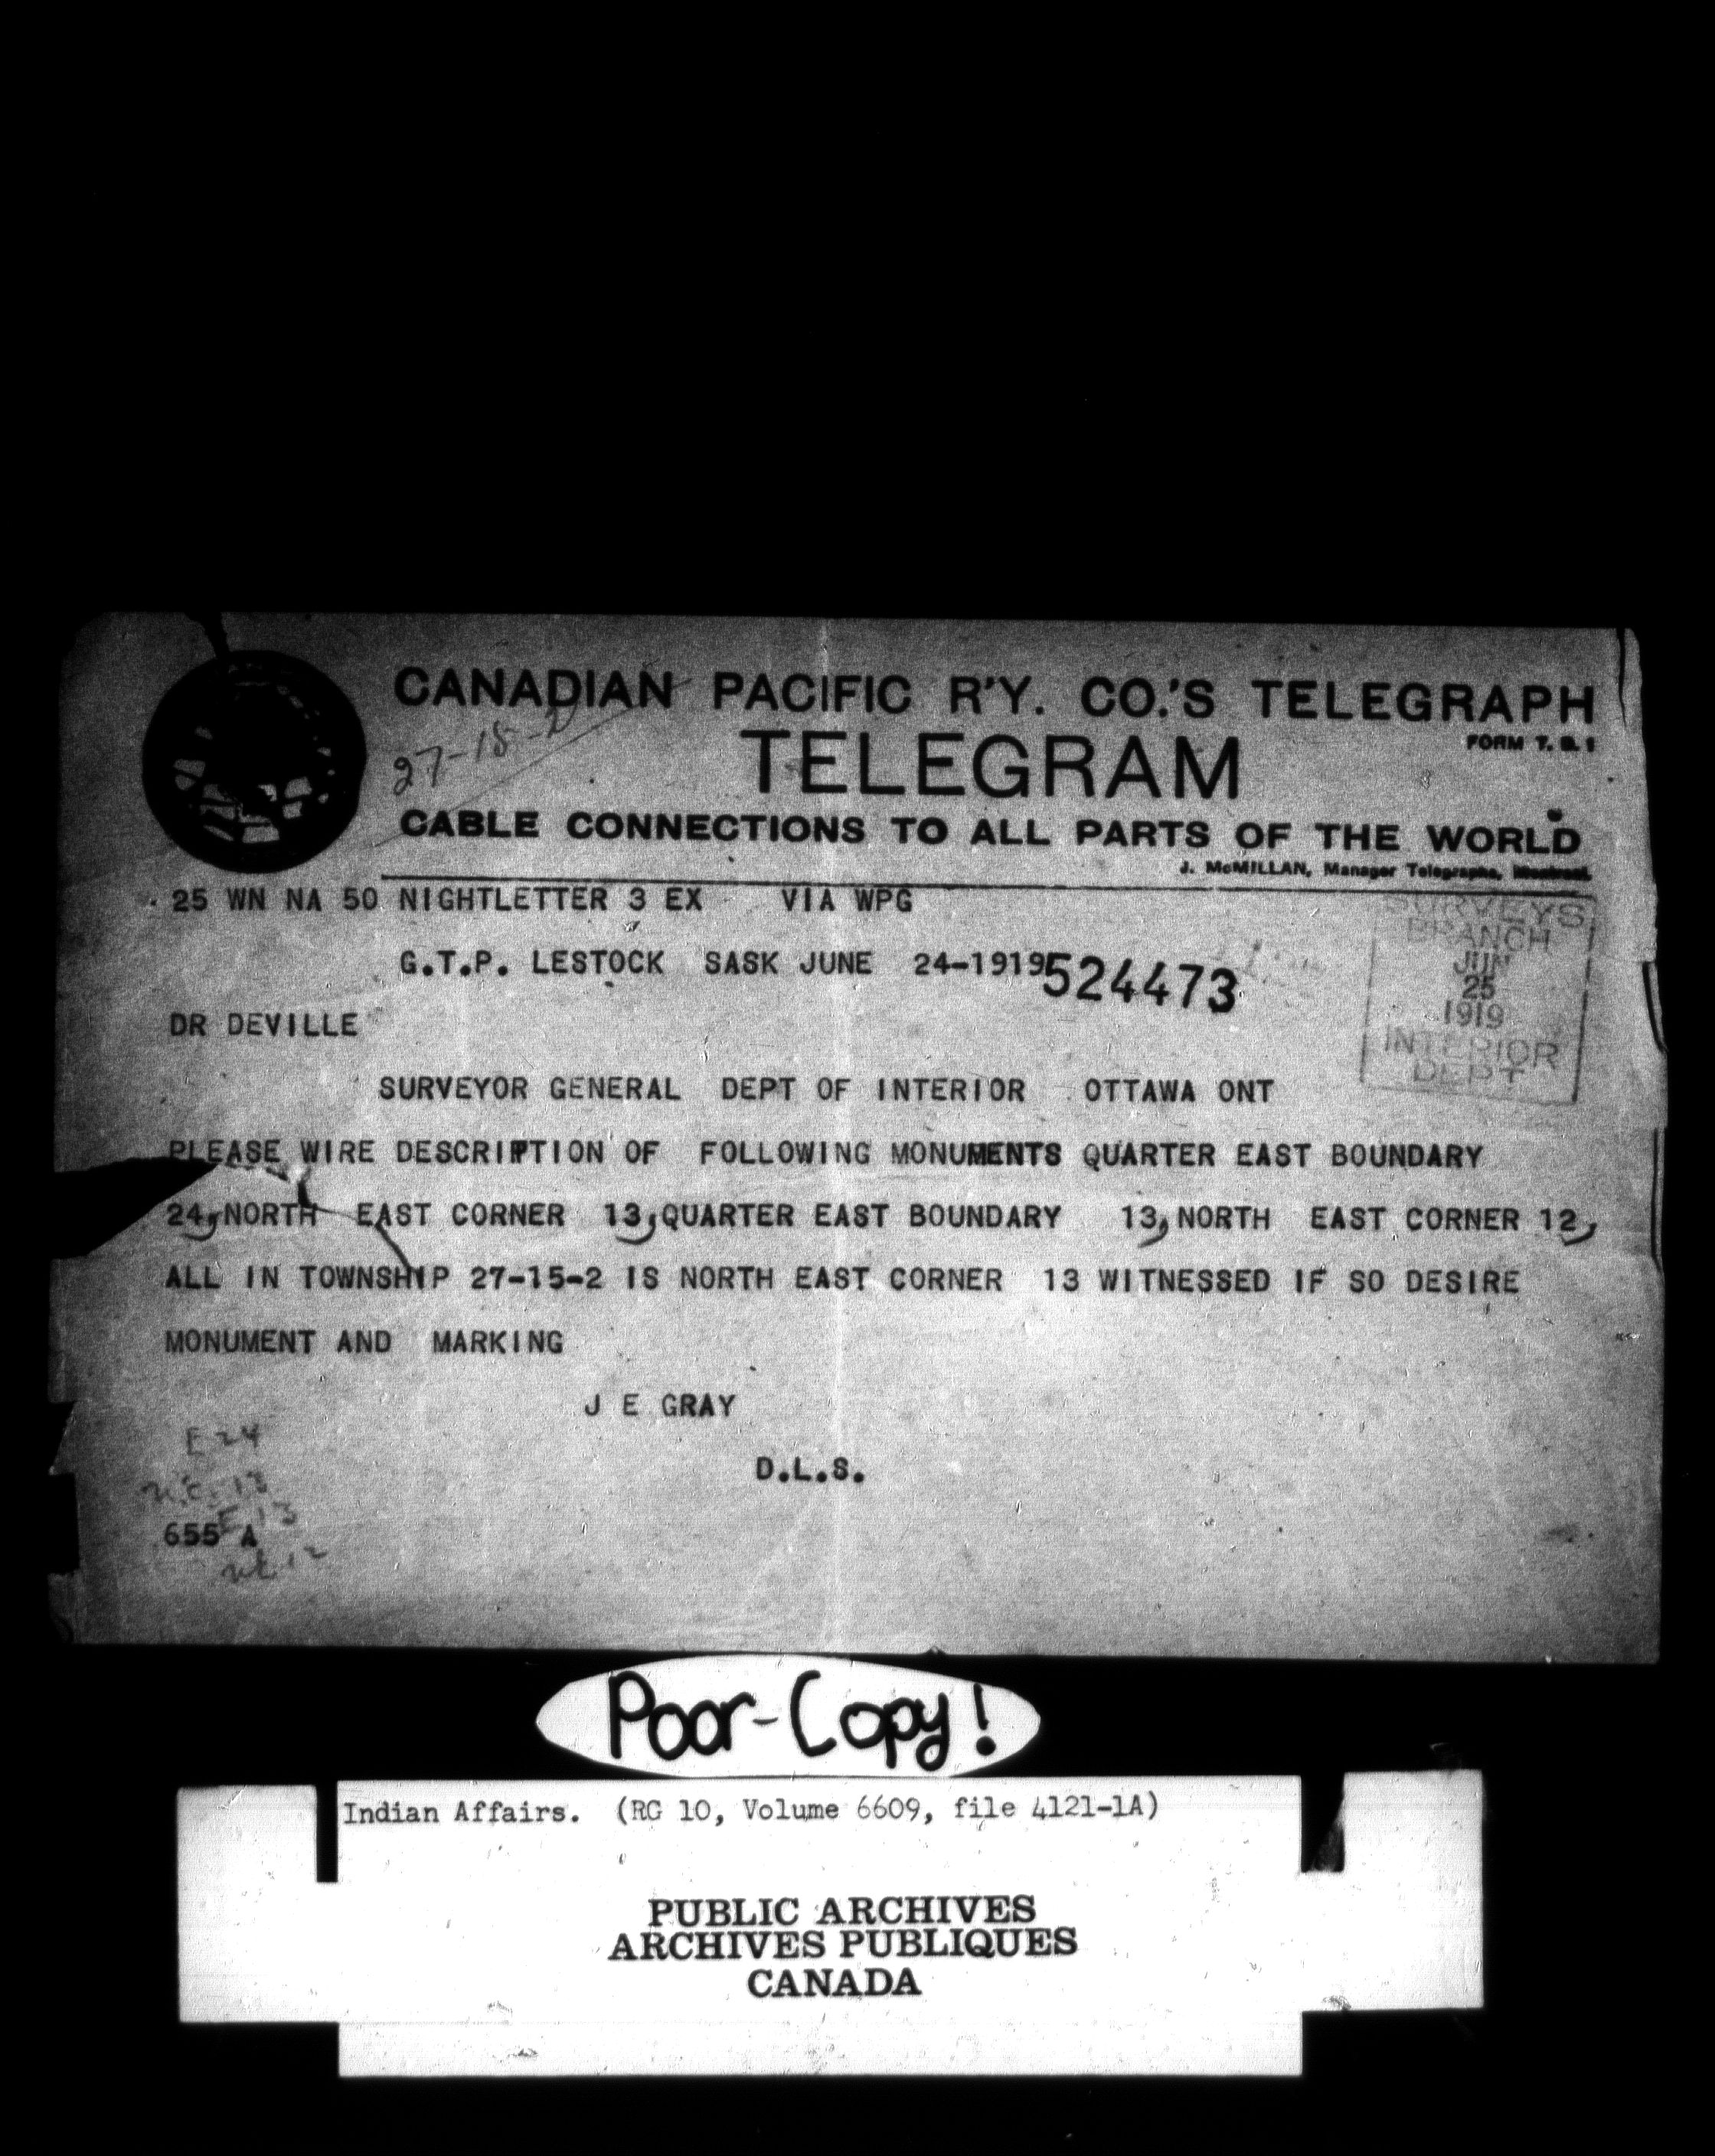 CANADIAN PACIFIC R'Y. CO.'S TELEGRAPH
27-15-2
TELEGRAM
FORM T. D. 1
CABLE CONNECTIONS TO ALL PARTS OF THE WORLD
J. McMILLAN, Manager Telegraphs, Montreal.
25 WN NA 50 NIGHTLETTER 3 EX VIA WPG
G.T.P. LESTOCK SASK JUNE 24-1919
524473
SURVEYS
BRANCH
JUN
25
1919
INTERIOR
DEPT
DR DEVILLE
SURVEYOR GENERAL DEPT OF INTERIOR OTTAWA ONT
PLEASE WIRE DESCRIPTION OF FOLLOWING MONUMENTS QUARTER EAST BOUNDARY
24, NORTH EAST CORNER 13, QUARTER EAST BOUNDARY 13, NORTH EAST CORNER 12,
ALL IN TOWNSHIP 27-15-2 IS NORTH EAST CORNER 13 WITNESSED IF SO DESIRE
MONUMENT AND MARKING
J E GRAY
D.L.S.
E 24
N.E. 13
E 13
655 A
NE 12
Poor-Copy!
Indian Affairs. (RG 10, Volume 6609, file 4121-1A)
PUBLIC ARCHIVES
ARCHIVES PUBLIQUES
CANADA